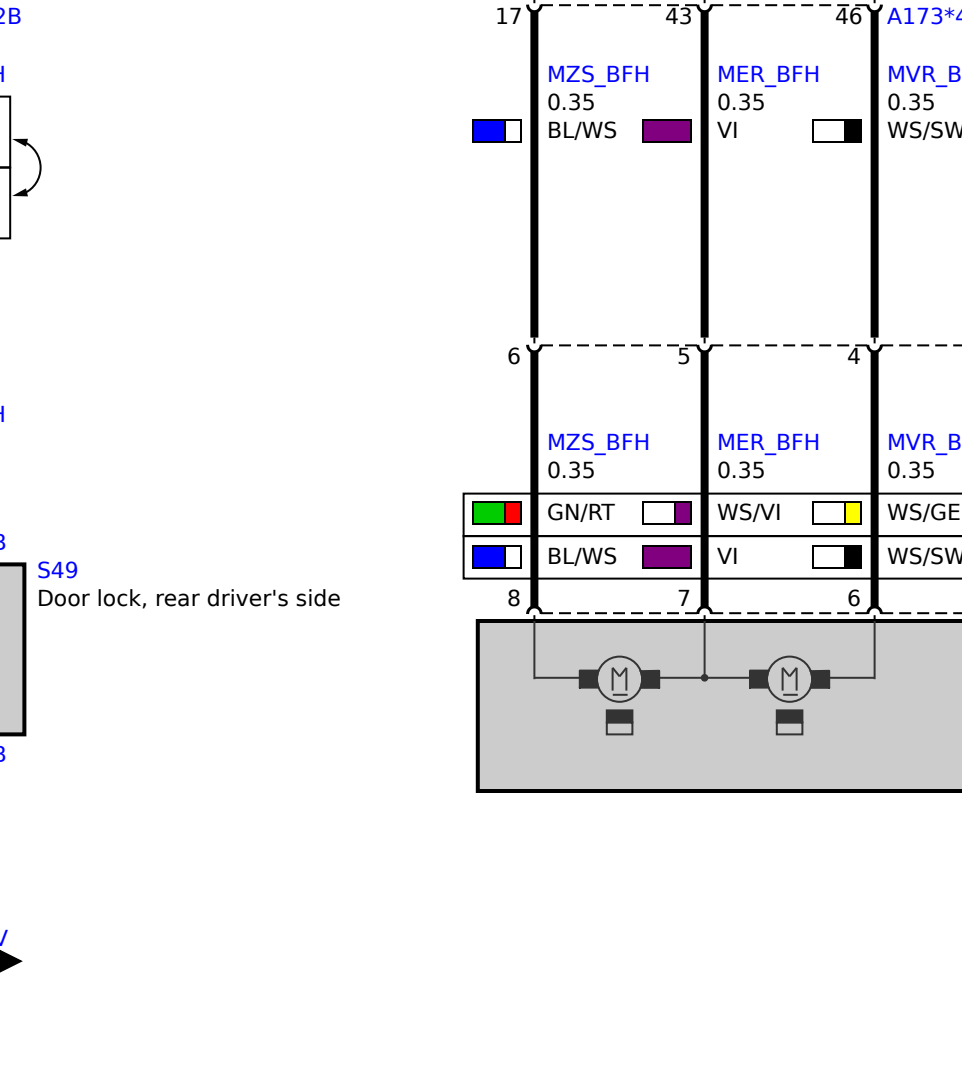 2B
17
43
46
A173*4
H
MZS_BFH
MER_BFH
MVR_B
0.35
0.35
0.35
BL/WS
VI
WS/SW
6
5
4
H
MZS_BFH
MER_BFH
MVR_B
0.35
0.35
0.35
GN/RT
WS/VI
WS/GE
B
BL/WS
VI
WS/SW
S49
Door lock, rear driver's side
8
7
6
M
M
B
V